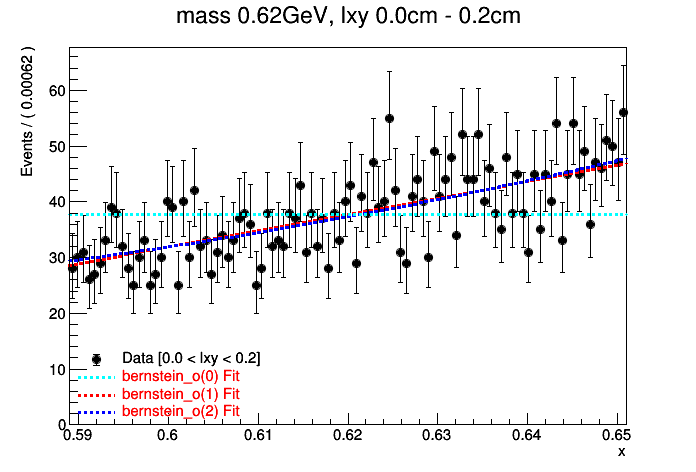 mass 0.62GeV, lxy 0.0cm - 0.2cm
Events / ( 0.00062 )
60
50
40
30
20
10
0
Data [0.0 < lxy < 0.2]
bernstein_o(0) Fit
bernstein_o(1) Fit
bernstein_o(2) Fit
0.59 0.6 0.61 0.62 0.63 0.64 0.65
x